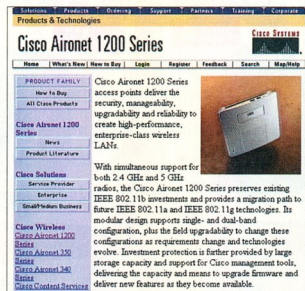 Solutions Products Ordering Support Partners Training Corporate
Products & Technologies
Cisco Aironet 1200 Series
CISCO SYSTEMS
Home What's New How to Buy Login Register Feedback Search Map/Help
PRODUCT FAMILY
How to Buy
All Cisco Products
Cisco Aironet 1200
Series
News
Product Literature
Cisco Solutions
Service Provider
Enterprise
Small/Medium Business
Cisco Wireless
Cisco Aironet 1200
Series
Cisco Aironet 350
Series
Cisco Aironet 340
Series
Cisco Content Services
Cisco Aironet 1200 Series
access points deliver the
security, manageability,
upgradability and reliability to
create high-performance,
enterprise-class wireless
LANs.
With simultaneous support for
both 2.4 GHz and 5 GHz
radios, the Cisco Aironet 1200 Series preserves existing
IEEE 802.11b investments and provides a migration path to
future IEEE 802.11a and IEEE 802.11g technologies. Its
modular design supports single- and dual-band
configuration, plus the field upgradability to change these
configurations as requirements change and technologies
evolve. Investment protection is further provided by large
storage capacity and support for Cisco management tools,
delivering the capacity and means to upgrade firmware and
deliver new features as they become available.